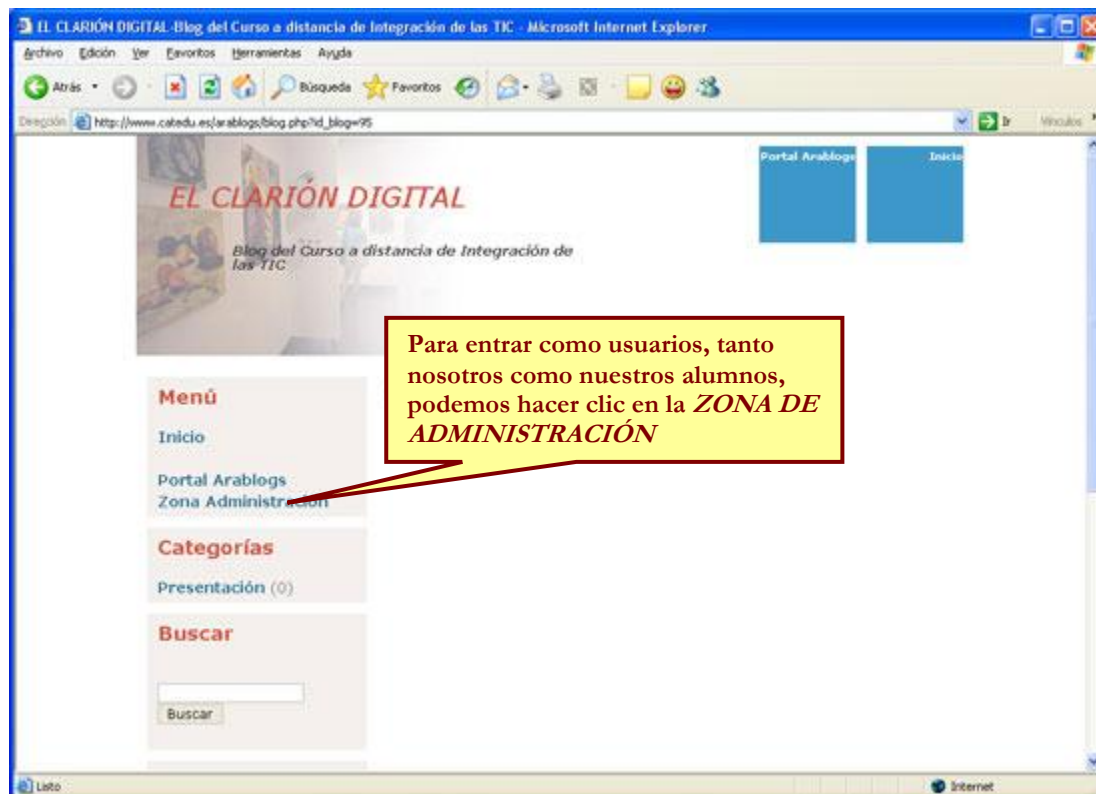 EL CLARIÓN DIGITAL-Blog del Curso a distancia de Integración de las TIC - Microsoft Internet Explorer
Archivo Edición Ver Favoritos Herramientas Ayuda
Atrás Búsqueda Favoritos
Dirección http://www.catedu.es/arablogs/blog.php?id_blog=95 Ir Vínculos
Portal Arablogs Inicio
EL CLARIÓN DIGITAL
Blog del Curso a distancia de Integración de
las TIC
Para entrar como usuarios, tanto
nosotros como nuestros alumnos,
podemos hacer clic en la ZONA DE
ADMINISTRACIÓN
Menú
Inicio
Portal Arablogs
Zona Administración
Categorías
Presentación (0)
Buscar
Buscar
Listo Internet